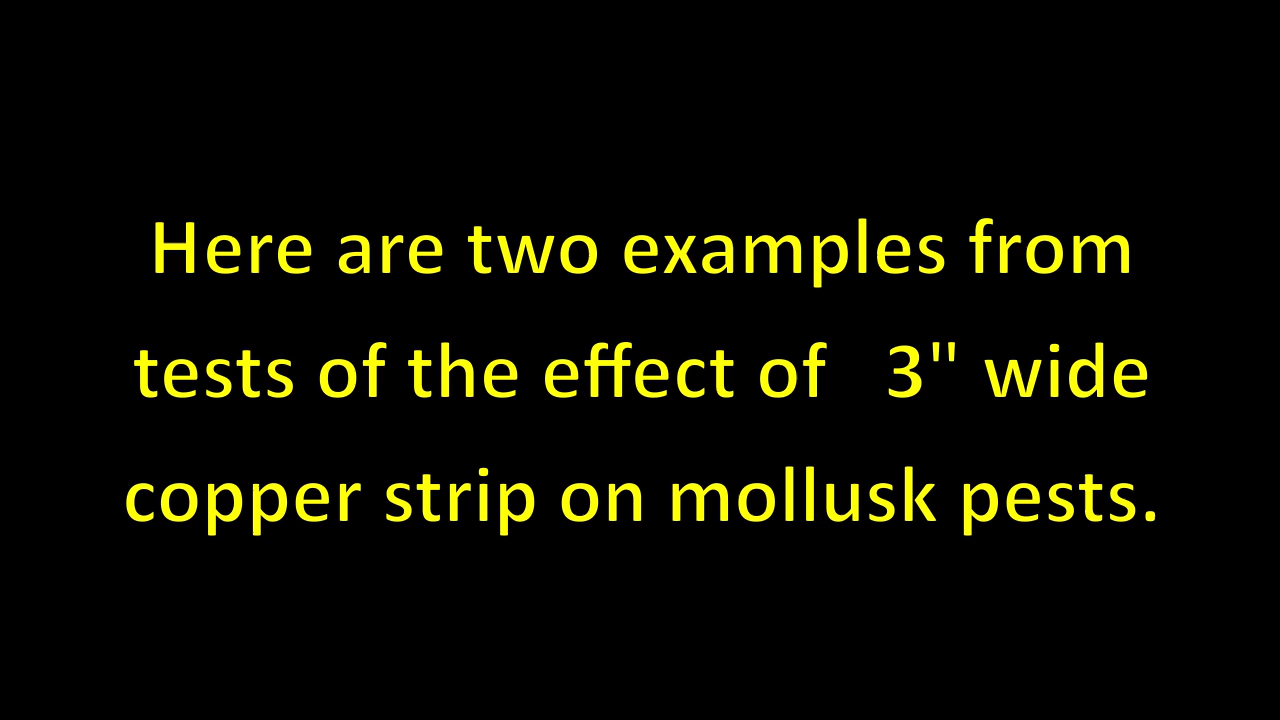 Here are two examples from
tests of the effect of   3" wide
copper strip on mollusk pests.